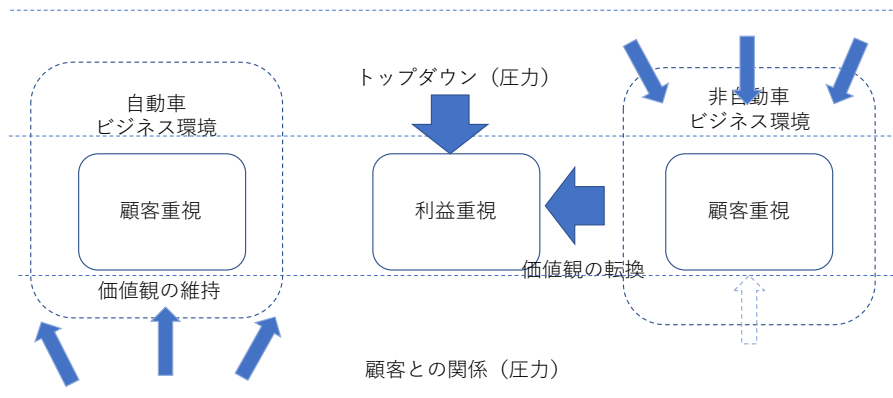 トップダウン（圧力）
自動車
ビジネス環境
非自動車
ビジネス環境
顧客重視
利益重視
顧客重視
価値観の転換
価値観の維持
顧客との関係（圧力）